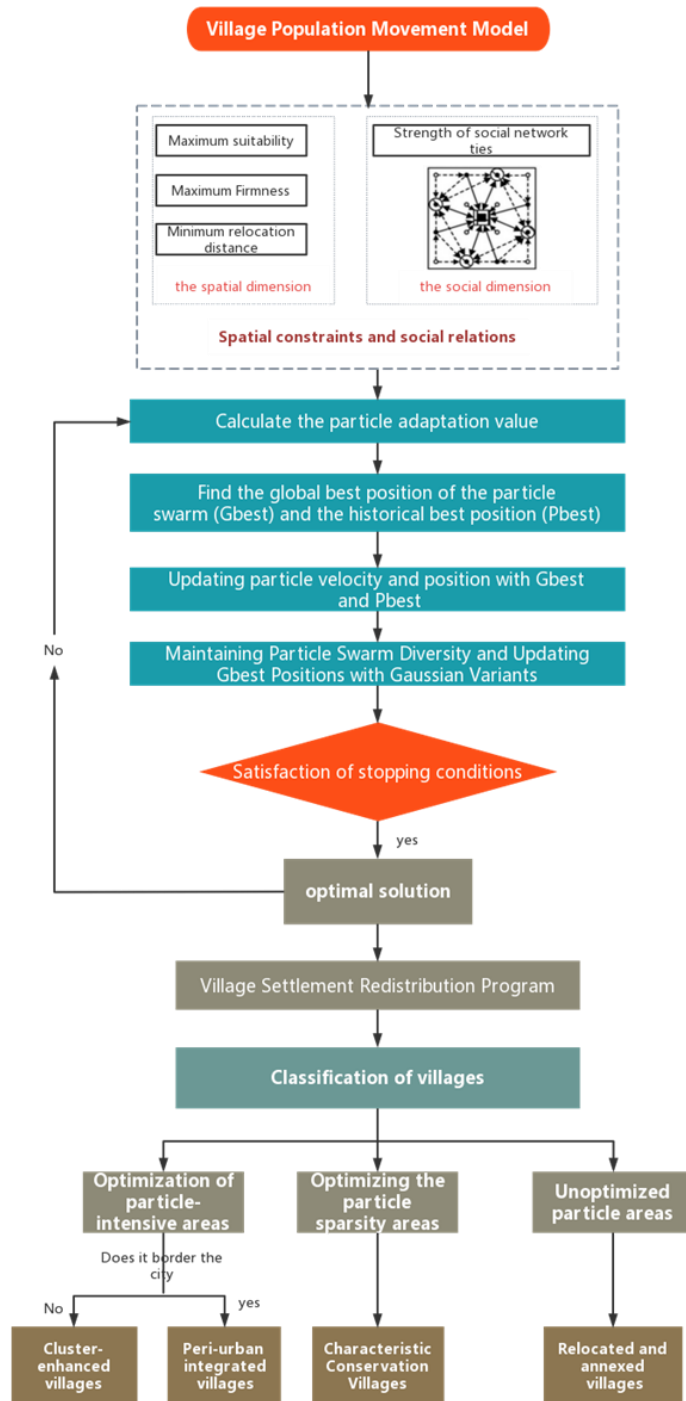 Village Population Movement Model
Maximum suitability
Maximum Firmness
Minimum relocation
distance
the spatial dimension
Strength of social network
ties
the social dimension
Spatial constraints and social relations
Calculate the particle adaptation value
Find the global best position of the particle
swarm (Gbest) and the historical best position (Pbest)
Updating particle velocity and position with Gbest
and Pbest
No
Maintaining Particle Swarm Diversity and Updating
Gbest Positions with Gaussian Variants
Satisfaction of stopping conditions
yes
optimal solution
Village Settlement Redistribution Program
Classification of villages
Optimization of
particle-
intensive areas
Optimizing the
particle
sparsity areas
Unoptimized
particle areas
Does it border the
city
No
yes
Cluster-
enhanced
villages
Peri-urban
integrated
villages
Characteristic
Conservation
Villages
Relocated and
annexed
villages